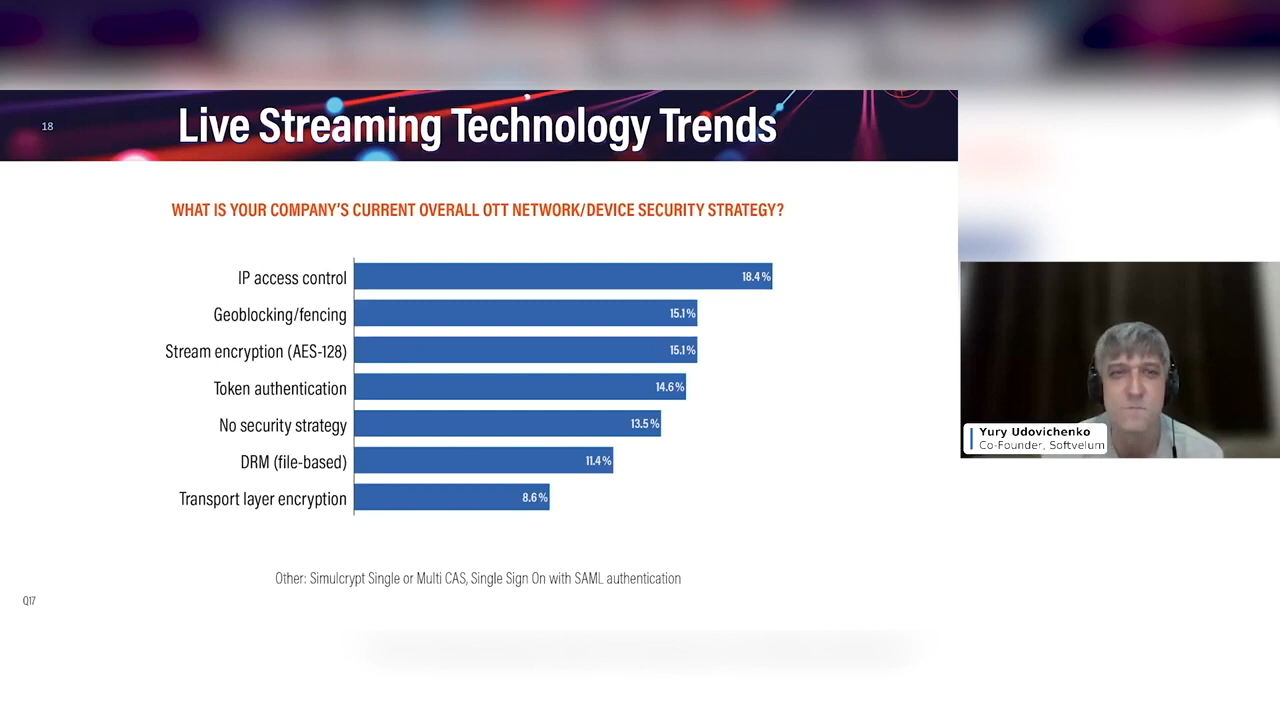 18
Live Streaming Technology Trends
WHAT IS YOUR COMPANY'S CURRENT OVERALL OTT NETWORK/DEVICE SECURITY STRATEGY?
IP access control 18.4%
Geoblocking/fencing 15.1%
Stream encryption (AES-128) 15.1%
Token authentication 14.6%
No security strategy 13.5%
DRM (file-based) 11.4%
Transport layer encryption 8.6%
Other: Simulcrypt Single or Multi CAS, Single Sign On with SAML authentication
Q17
Yury Udovichenko
Co-Founder, Softvelum